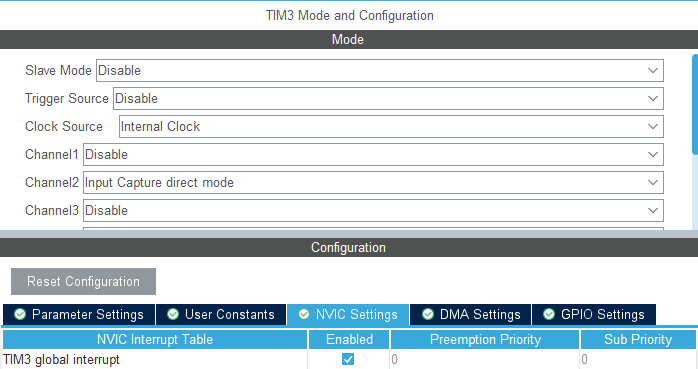 TIM3 Mode and Configuration
Mode
Slave Mode Disable
Trigger Source Disable
Clock Source Internal Clock
Channel1 Disable
Channel2 Input Capture direct mode
Channel3 Disable
Configuration
Reset Configuration
Parameter Settings User Constants NVIC Settings DMA Settings GPIO Settings
NVIC Interrupt Table Enabled Preemption Priority Sub Priority
TIM3 global interrupt 0 0